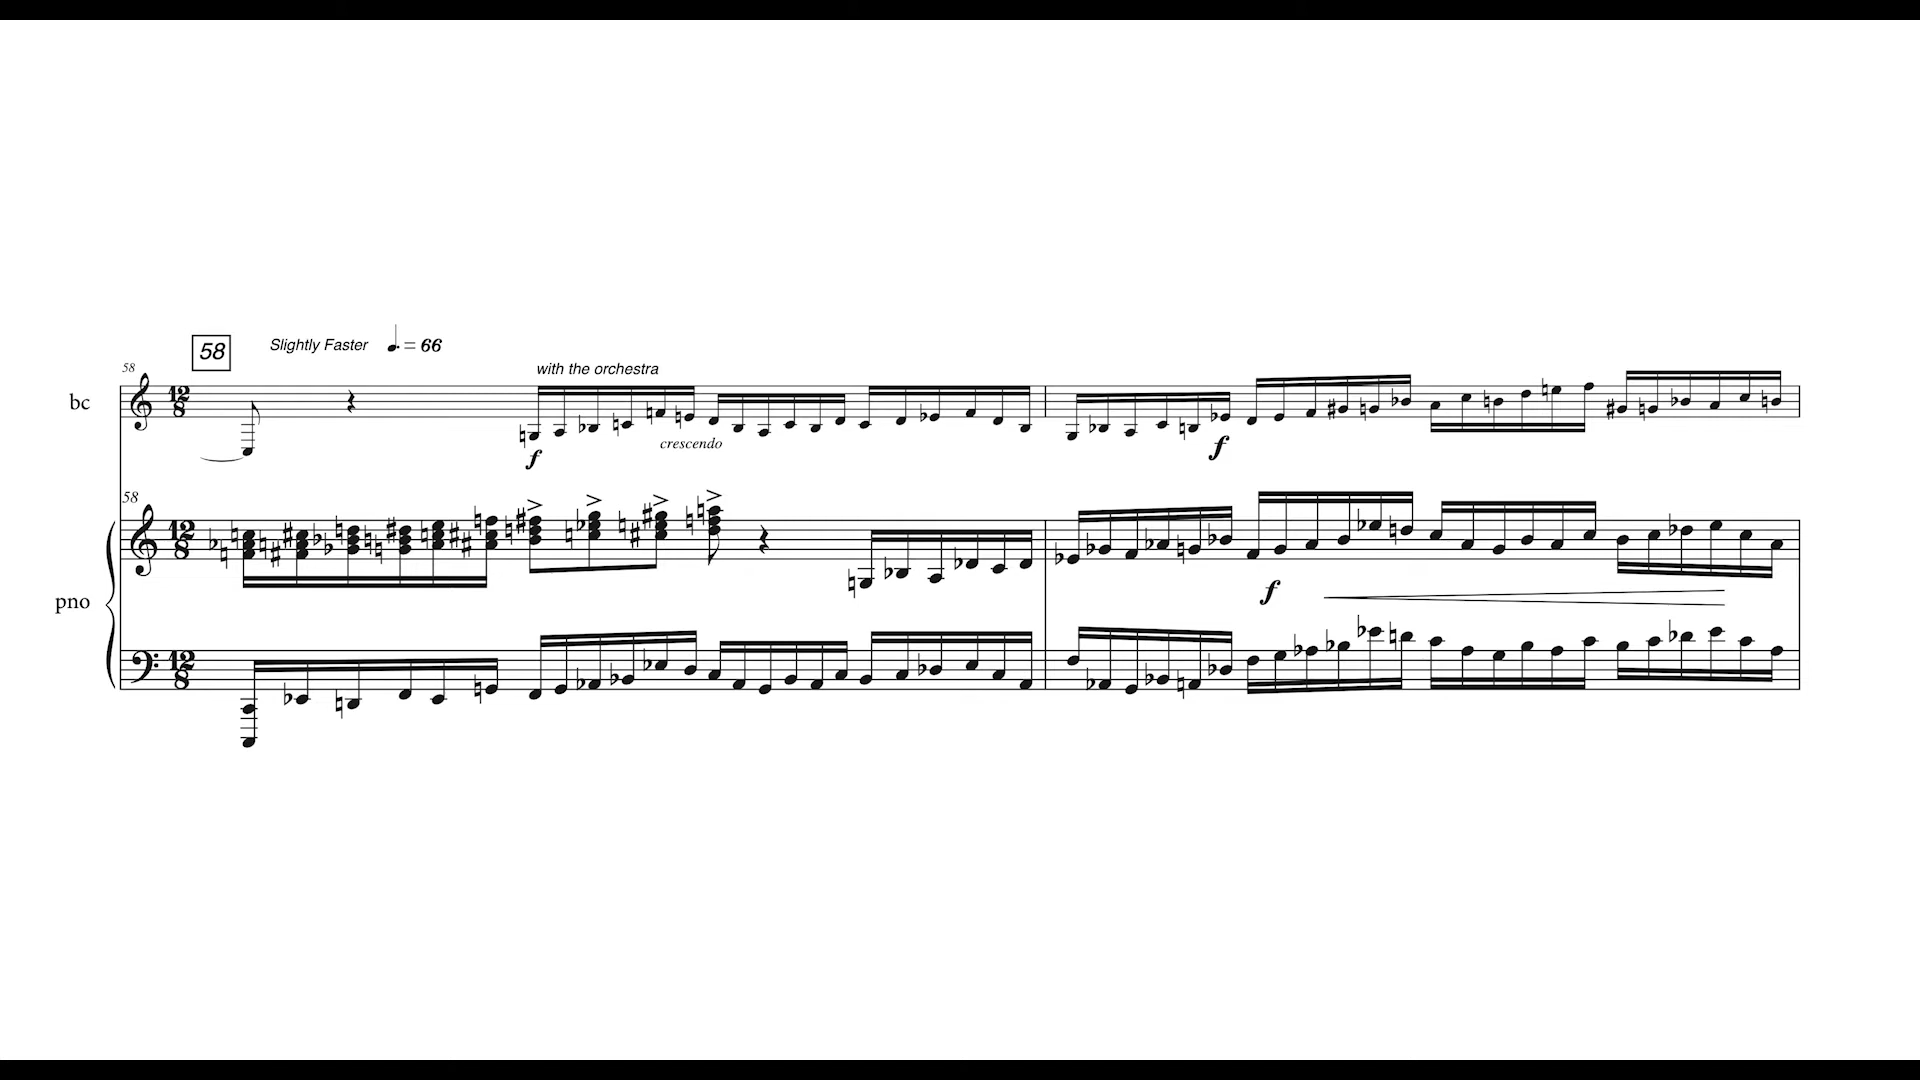 58 Slightly Faster = 66
58 with the orchestra
bc 12 8
f crescendo f
58
12 8
pno f
12 8